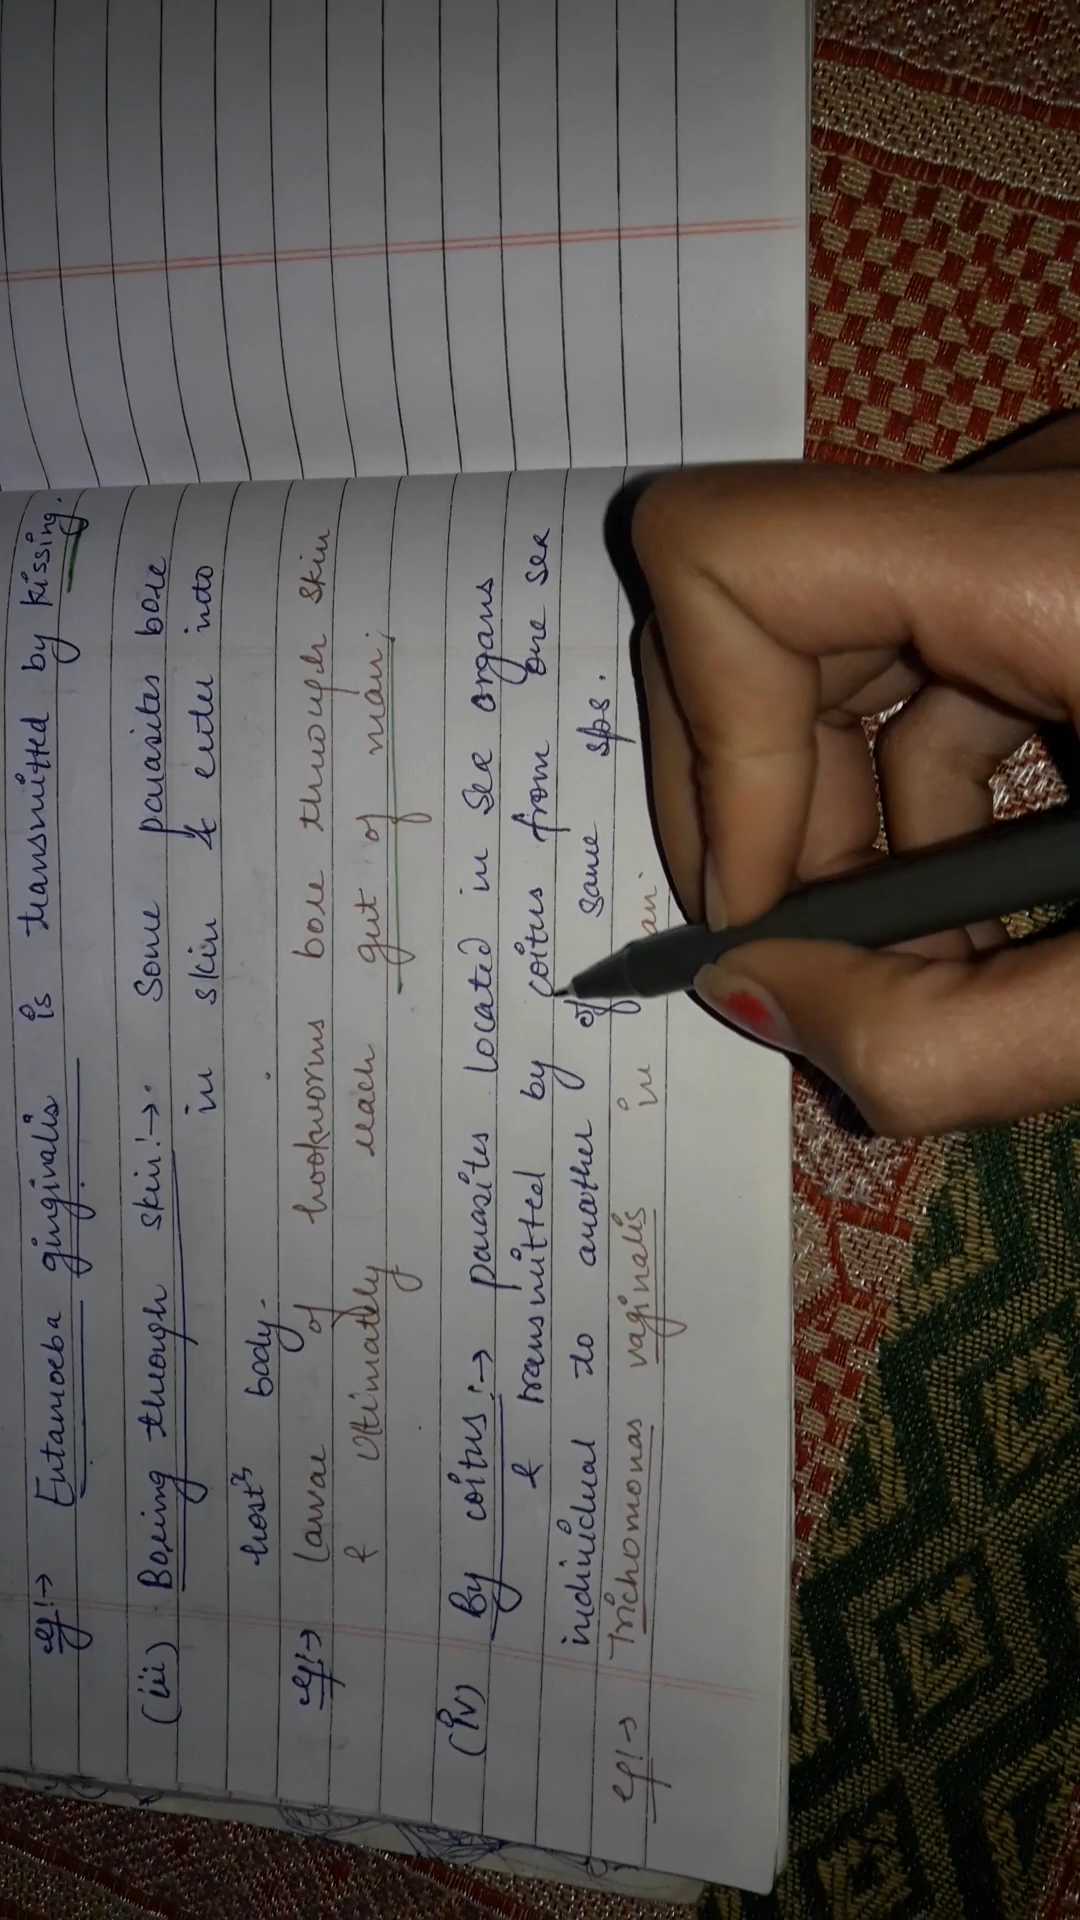 eg:→ Entamoeba gingivalis is transmitted by kissing.
(iii) Boring through skin:→ Some parasites bore
in skin & enter into
host's body.
eg:→ Larvae of hookworms bore through skin
& Ultimately reach gut of man;
(iv) By coitus:→ parasites located in sex organs
& transmitted by coitus from one sex
individual to another of same sps.
eg:→ Trichomonas vaginalis in